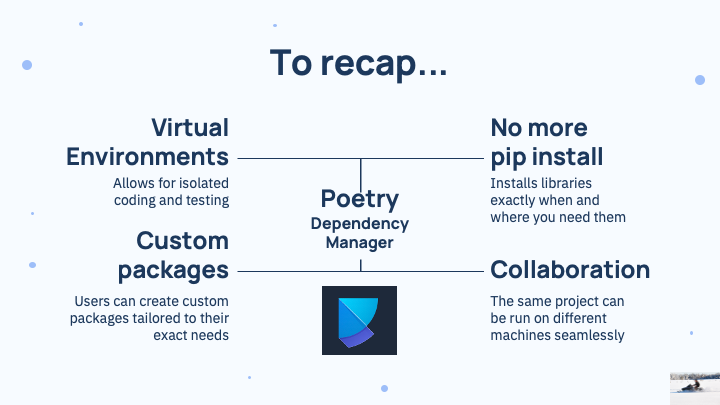 To recap...
Virtual
Environments
Allows for isolated
coding and testing
No more
pip install
Installs libraries
exactly when and
where you need them
Poetry
Dependency
Manager
Custom
packages
Users can create custom
packages tailored to their
exact needs
Collaboration
The same project can
be run on different
machines seamlessly